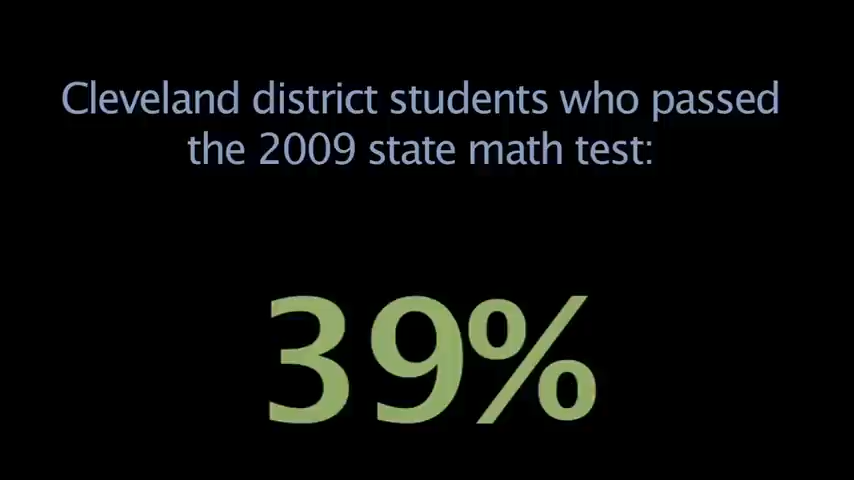 Cleveland district students who passed
the 2009 state math test:
39%